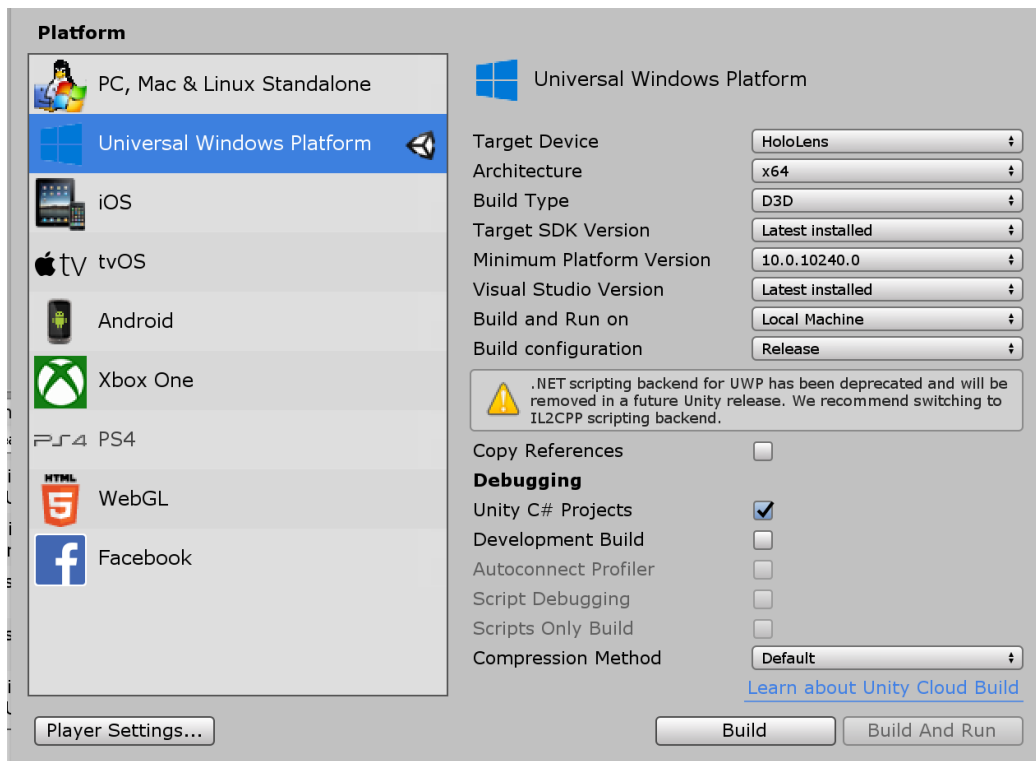 Platform
PC, Mac & Linux Standalone
Universal Windows Platform
iOS
tv tvOS
Android
Xbox One
PS4 PS4
HTML
5
WebGL
f
Facebook
Player Settings...
Universal Windows Platform
Target Device HoloLens
Architecture x64
Build Type D3D
Target SDK Version Latest installed
Minimum Platform Version 10.0.10240.0
Visual Studio Version Latest installed
Build and Run on Local Machine
Build configuration Release
.NET scripting backend for UWP has been deprecated and will be
removed in a future Unity release. We recommend switching to
IL2CPP scripting backend.
Copy References
Debugging
Unity C# Projects
Development Build
Autoconnect Profiler
Script Debugging
Scripts Only Build
Compression Method Default
Learn about Unity Cloud Build
Build Build And Run